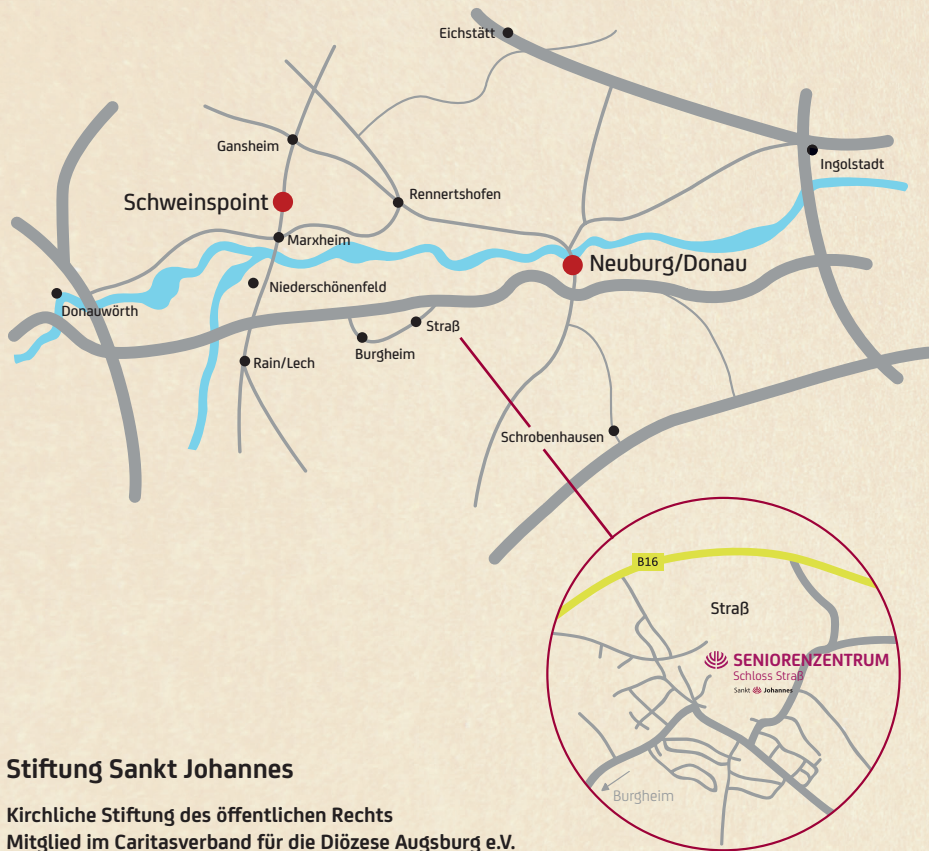 Eichstätt
Gansheim
Ingolstadt
Schweinspoint
Rennertshofen
Marxheim
Neuburg/Donau
Niederschönenfeld
Donauwörth
Straß
Burgheim
Rain/Lech
Schrobenhausen
B16
Straß
SENIORENZENTRUM
Schloss Straß
Sankt Johannes
Burgheim
Stiftung Sankt Johannes
Kirchliche Stiftung des öffentlichen Rechts
Mitglied im Caritasverband für die Diözese Augsburg e.V.